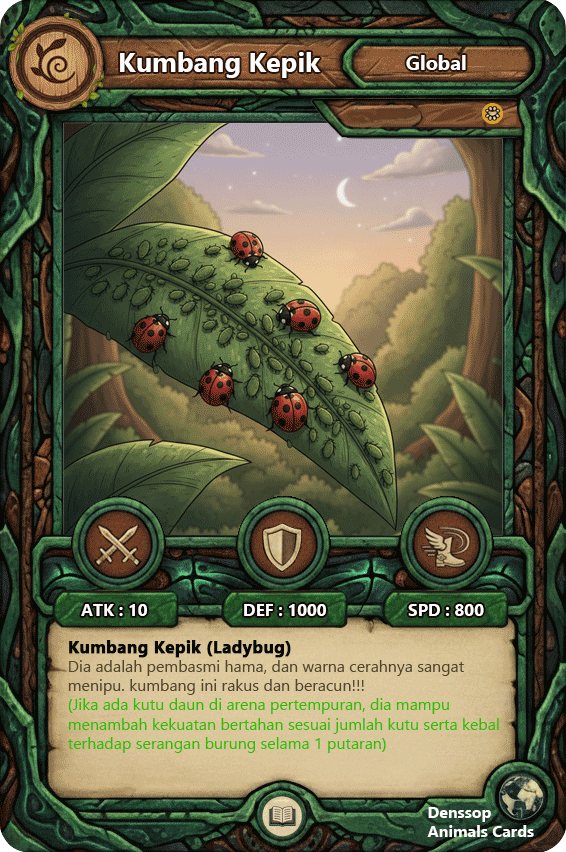 Kumbang Kepik
Global
ATK : 10
DEF : 1000
SPD : 800
Kumbang Kepik (Ladybug)
Dia adalah pembasmi hama, dan warna cerahnya sangat
menipu. kumbang ini rakus dan beracun!!!
(Jika ada kutu daun di arena pertempuran, dia mampu
menambah kekuatan bertahan sesuai jumlah kutu serta kebal
terhadap serangan burung selama 1 putaran)
Denssop
Animals Cards